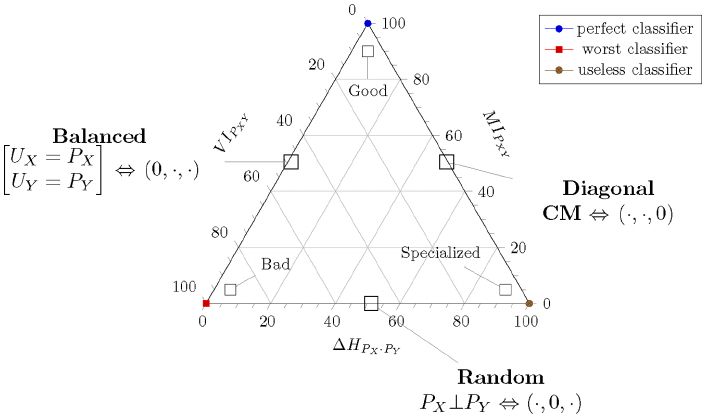 0
100
perfect classifier
worst classifier
useless classifier
20
80
Good
40
60
VI_{P_{XY}}
MI_{P_{XY}}
Balanced
[U_X = P_X
U_Y = P_Y] ⇔ (0, ·, ·)
60
40
Diagonal
CM ⇔ (·, ·, 0)
80
20
Specialized
Bad
100
0
0 20 40 60 80 100
ΔH_{P_X·P_Y}
Random
P_X⊥P_Y ⇔ (·, 0, ·)